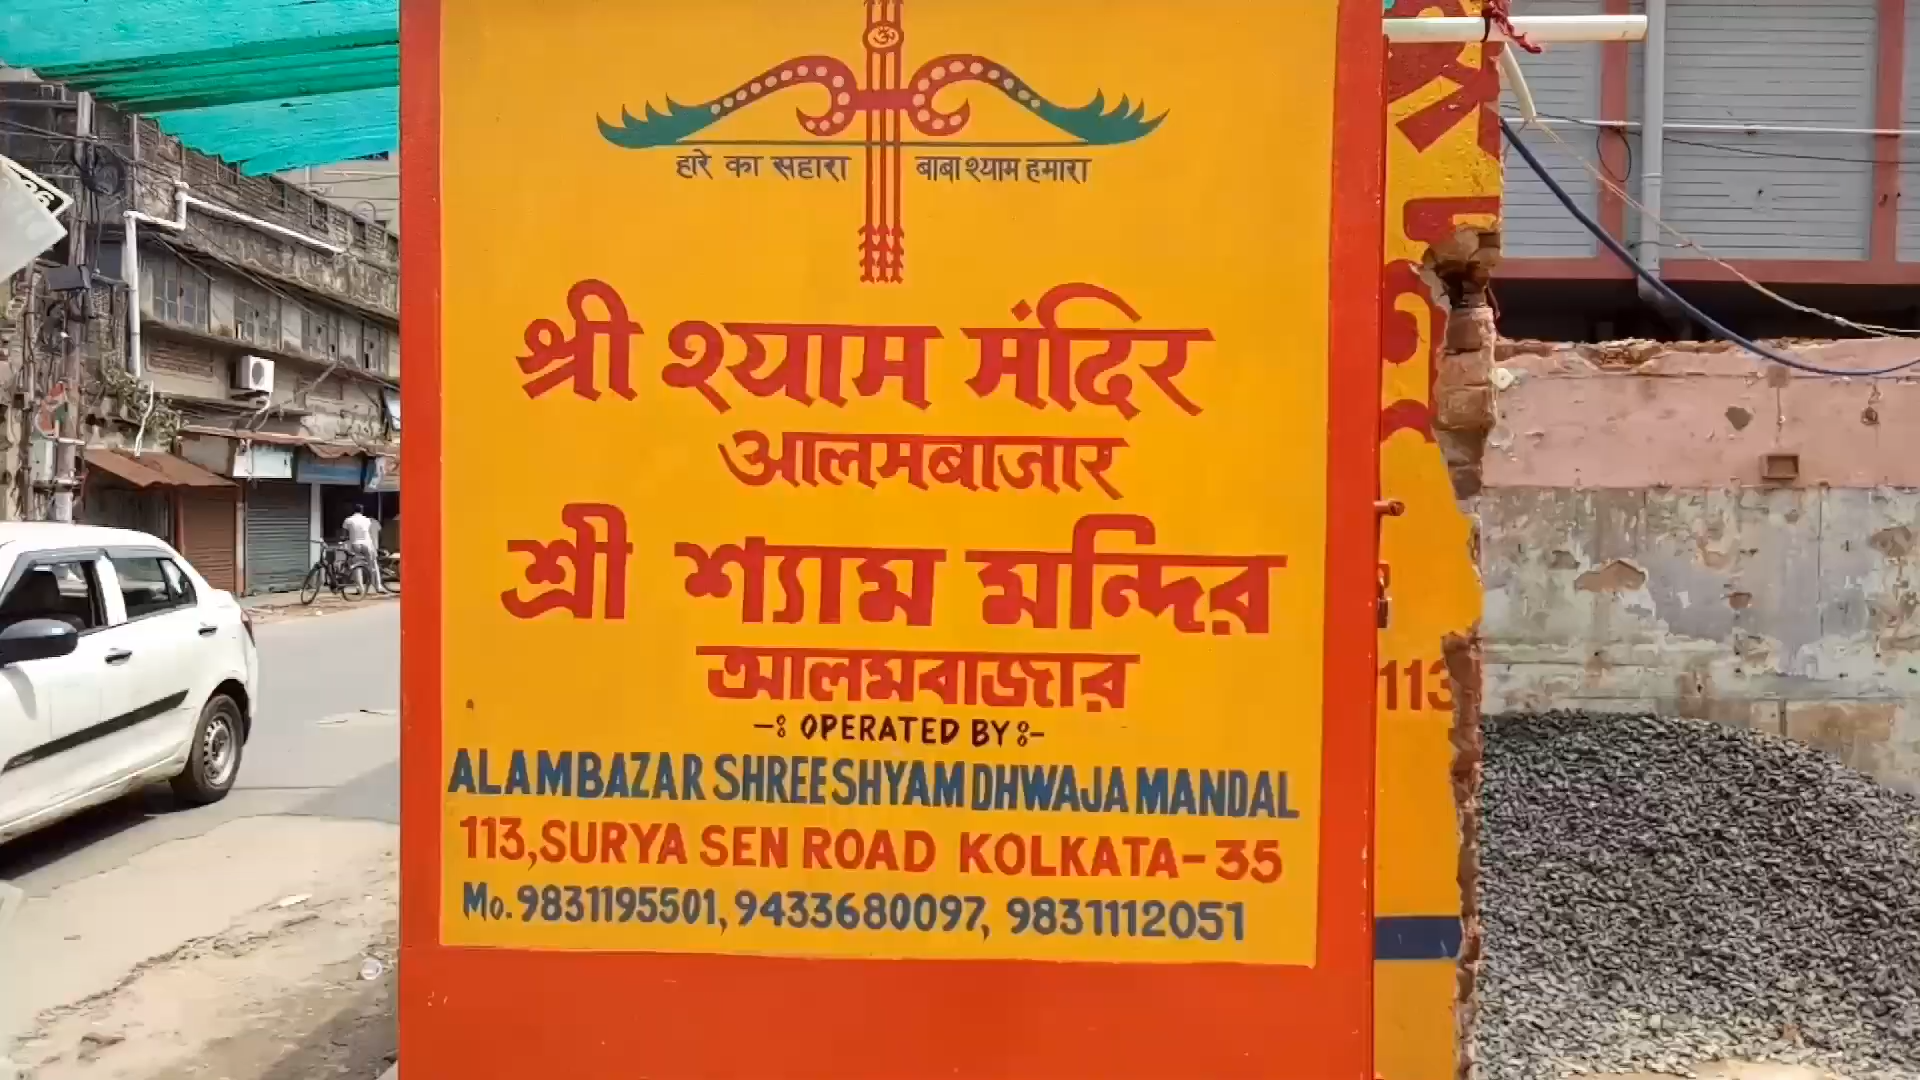 ॐ
हारे का सहारा बाबा श्याम हमारा
श्री श्याम मंदिर
आलमबाजार
শ্রী শ্যাম মন্দির
আলমবাজার
-: OPERATED BY :-
ALAMBAZAR SHREE SHYAM DHWAJA MANDAL
113, SURYA SEN ROAD KOLKATA-35
Mo. 9831195501, 9433680097, 9831112051
113